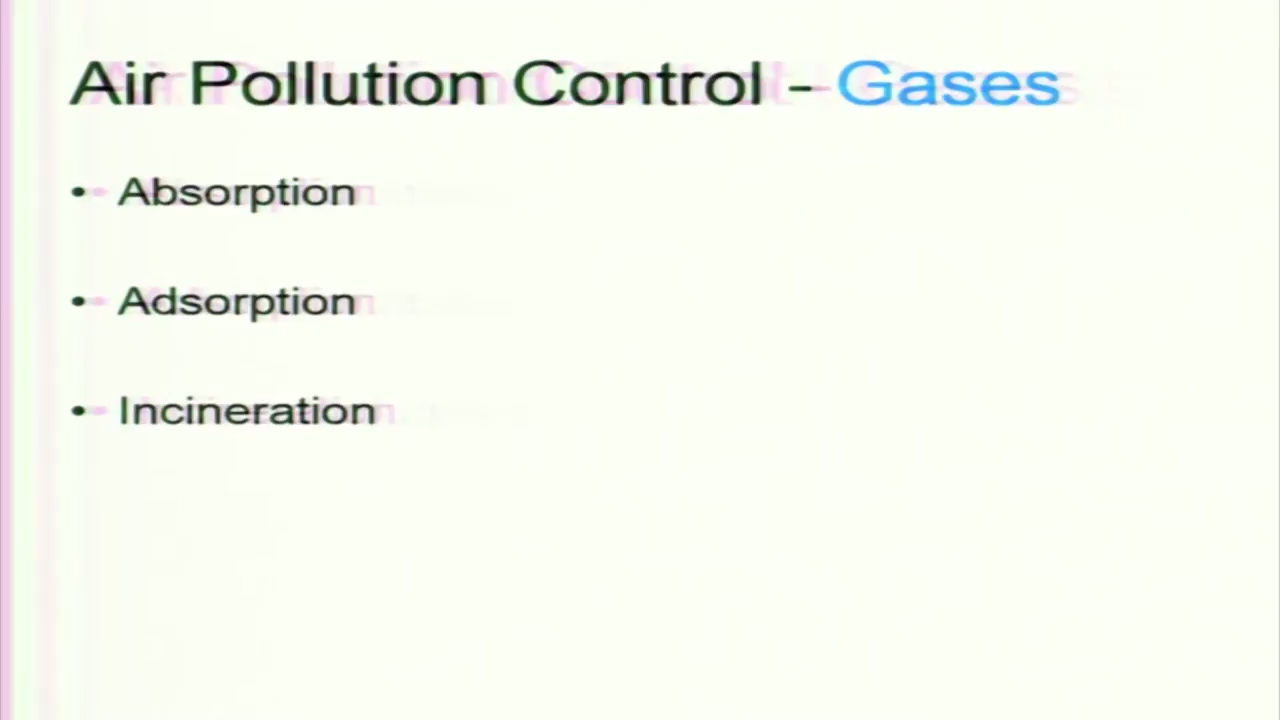 Air Pollution Control - Gases
• Absorption
• Adsorption
• Incineration